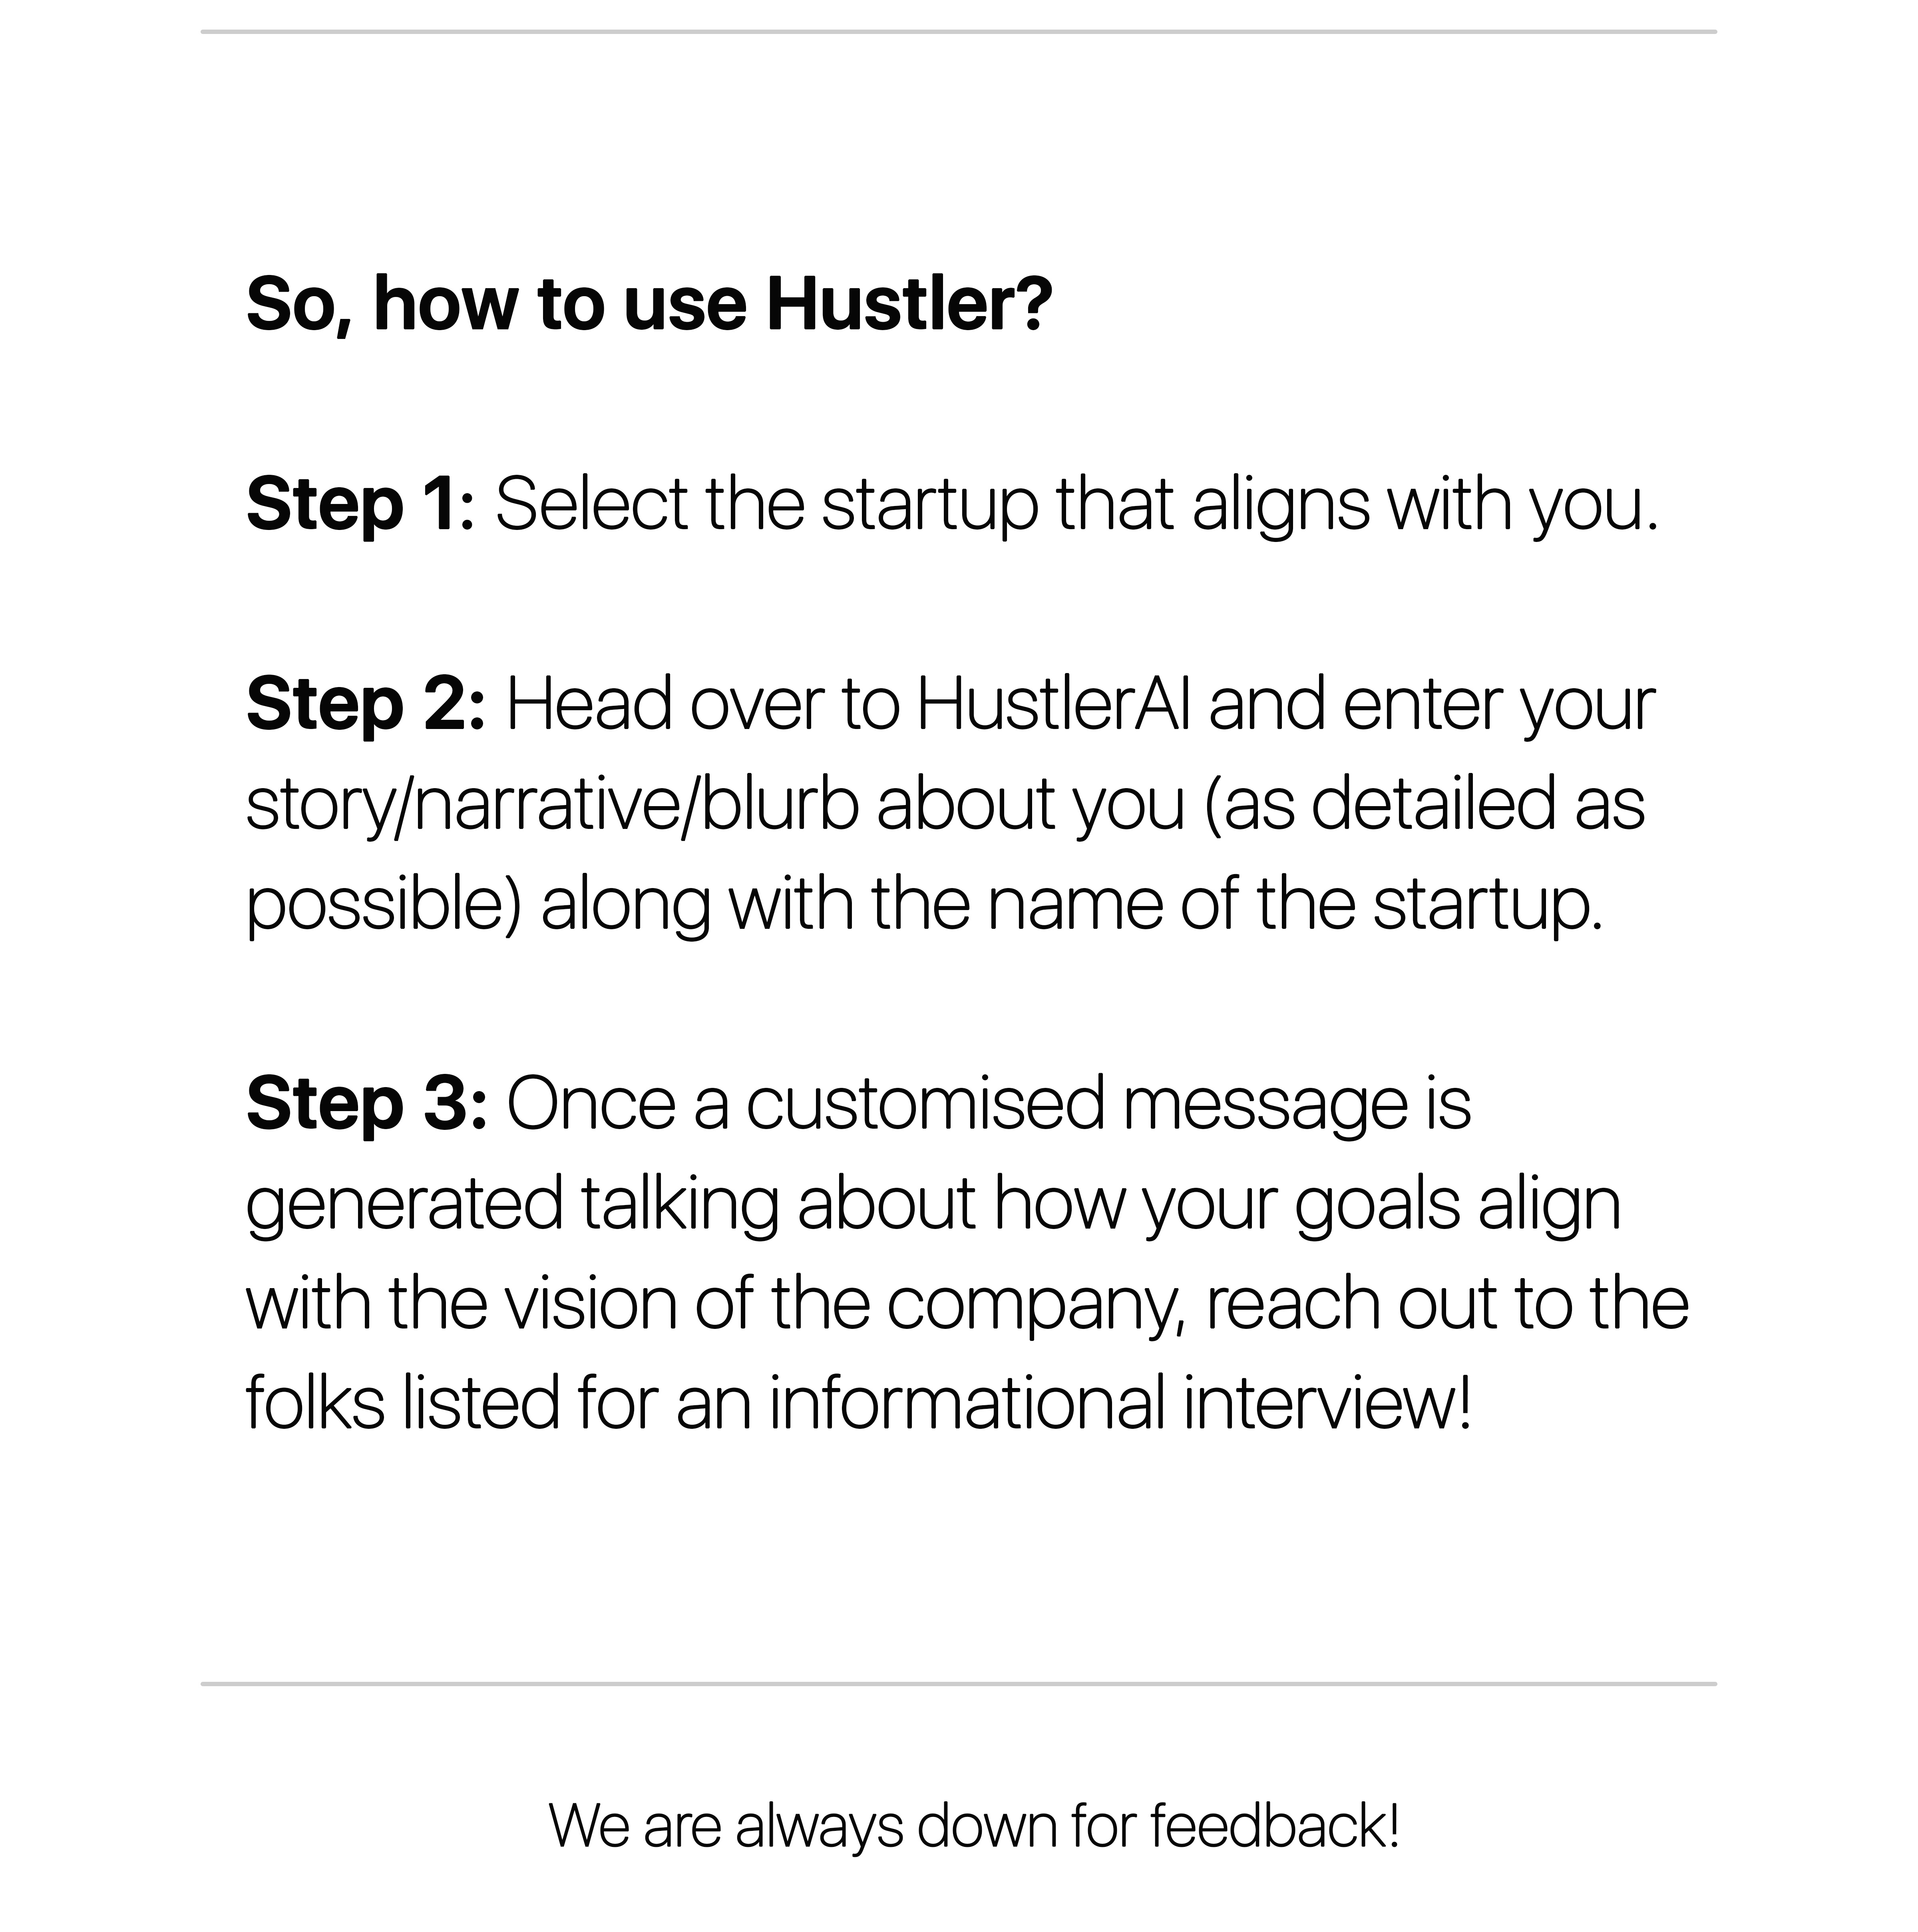 So, how to use Hustler?
Step 1: Select the startup that aligns with you.
Step 2: Head over to HustlerAI and enter your
story/narrative/blurb about you (as detailed as
possible) along with the name of the startup.
Step 3: Once a customised message is
generated talking about how your goals align
with the vision of the company, reach out to the
folks listed for an informational interview!
We are always down for feedback!